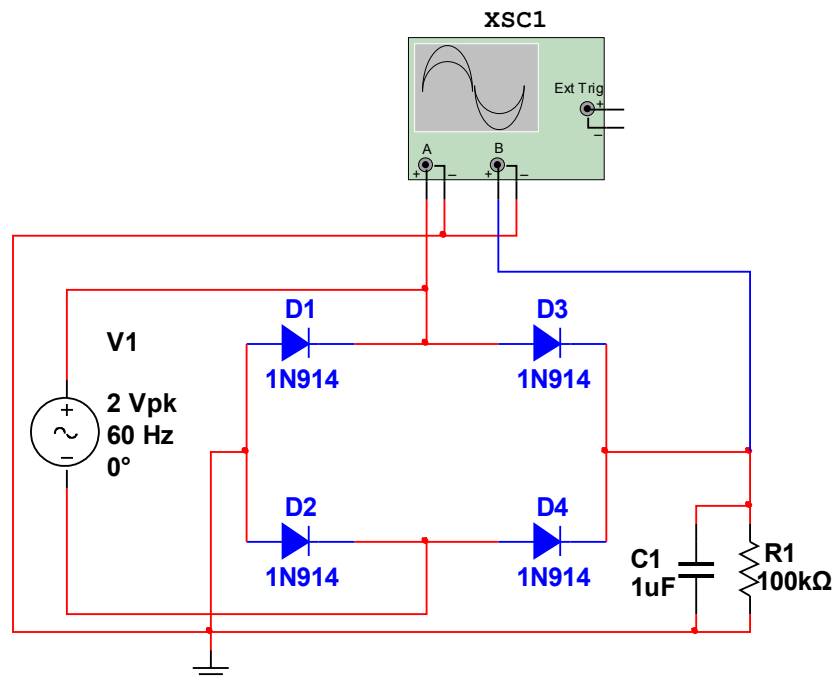 XSC1
Ext Trig
+
−
A
B
+ − + −
V1
+
−
2 Vpk
60 Hz
0°
D1
1N914
D3
1N914
D2
1N914
D4
1N914
C1
1uF
R1
100kΩ